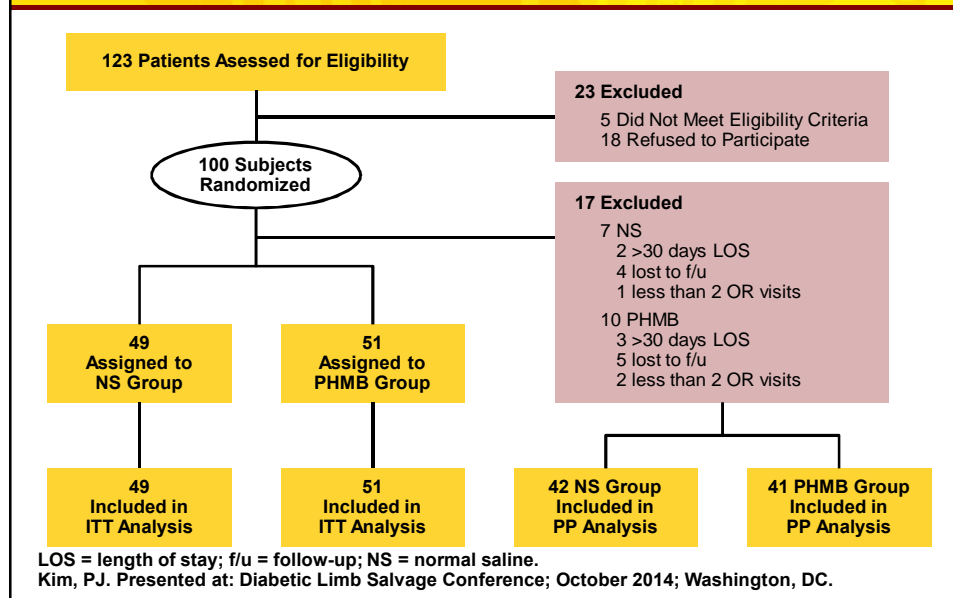 123 Patients Asessed for Eligibility
23 Excluded
5 Did Not Meet Eligibility Criteria
18 Refused to Participate
100 Subjects
Randomized
17 Excluded
7 NS
2 >30 days LOS
4 lost to f/u
1 less than 2 OR visits
10 PHMB
3 >30 days LOS
5 lost to f/u
2 less than 2 OR visits
49
Assigned to
NS Group
51
Assigned to
PHMB Group
49
Included in
ITT Analysis
51
Included in
ITT Analysis
42 NS Group
Included in
PP Analysis
41 PHMB Group
Included in
PP Analysis
LOS = length of stay; f/u = follow-up; NS = normal saline.
Kim, PJ. Presented at: Diabetic Limb Salvage Conference; October 2014; Washington, DC.